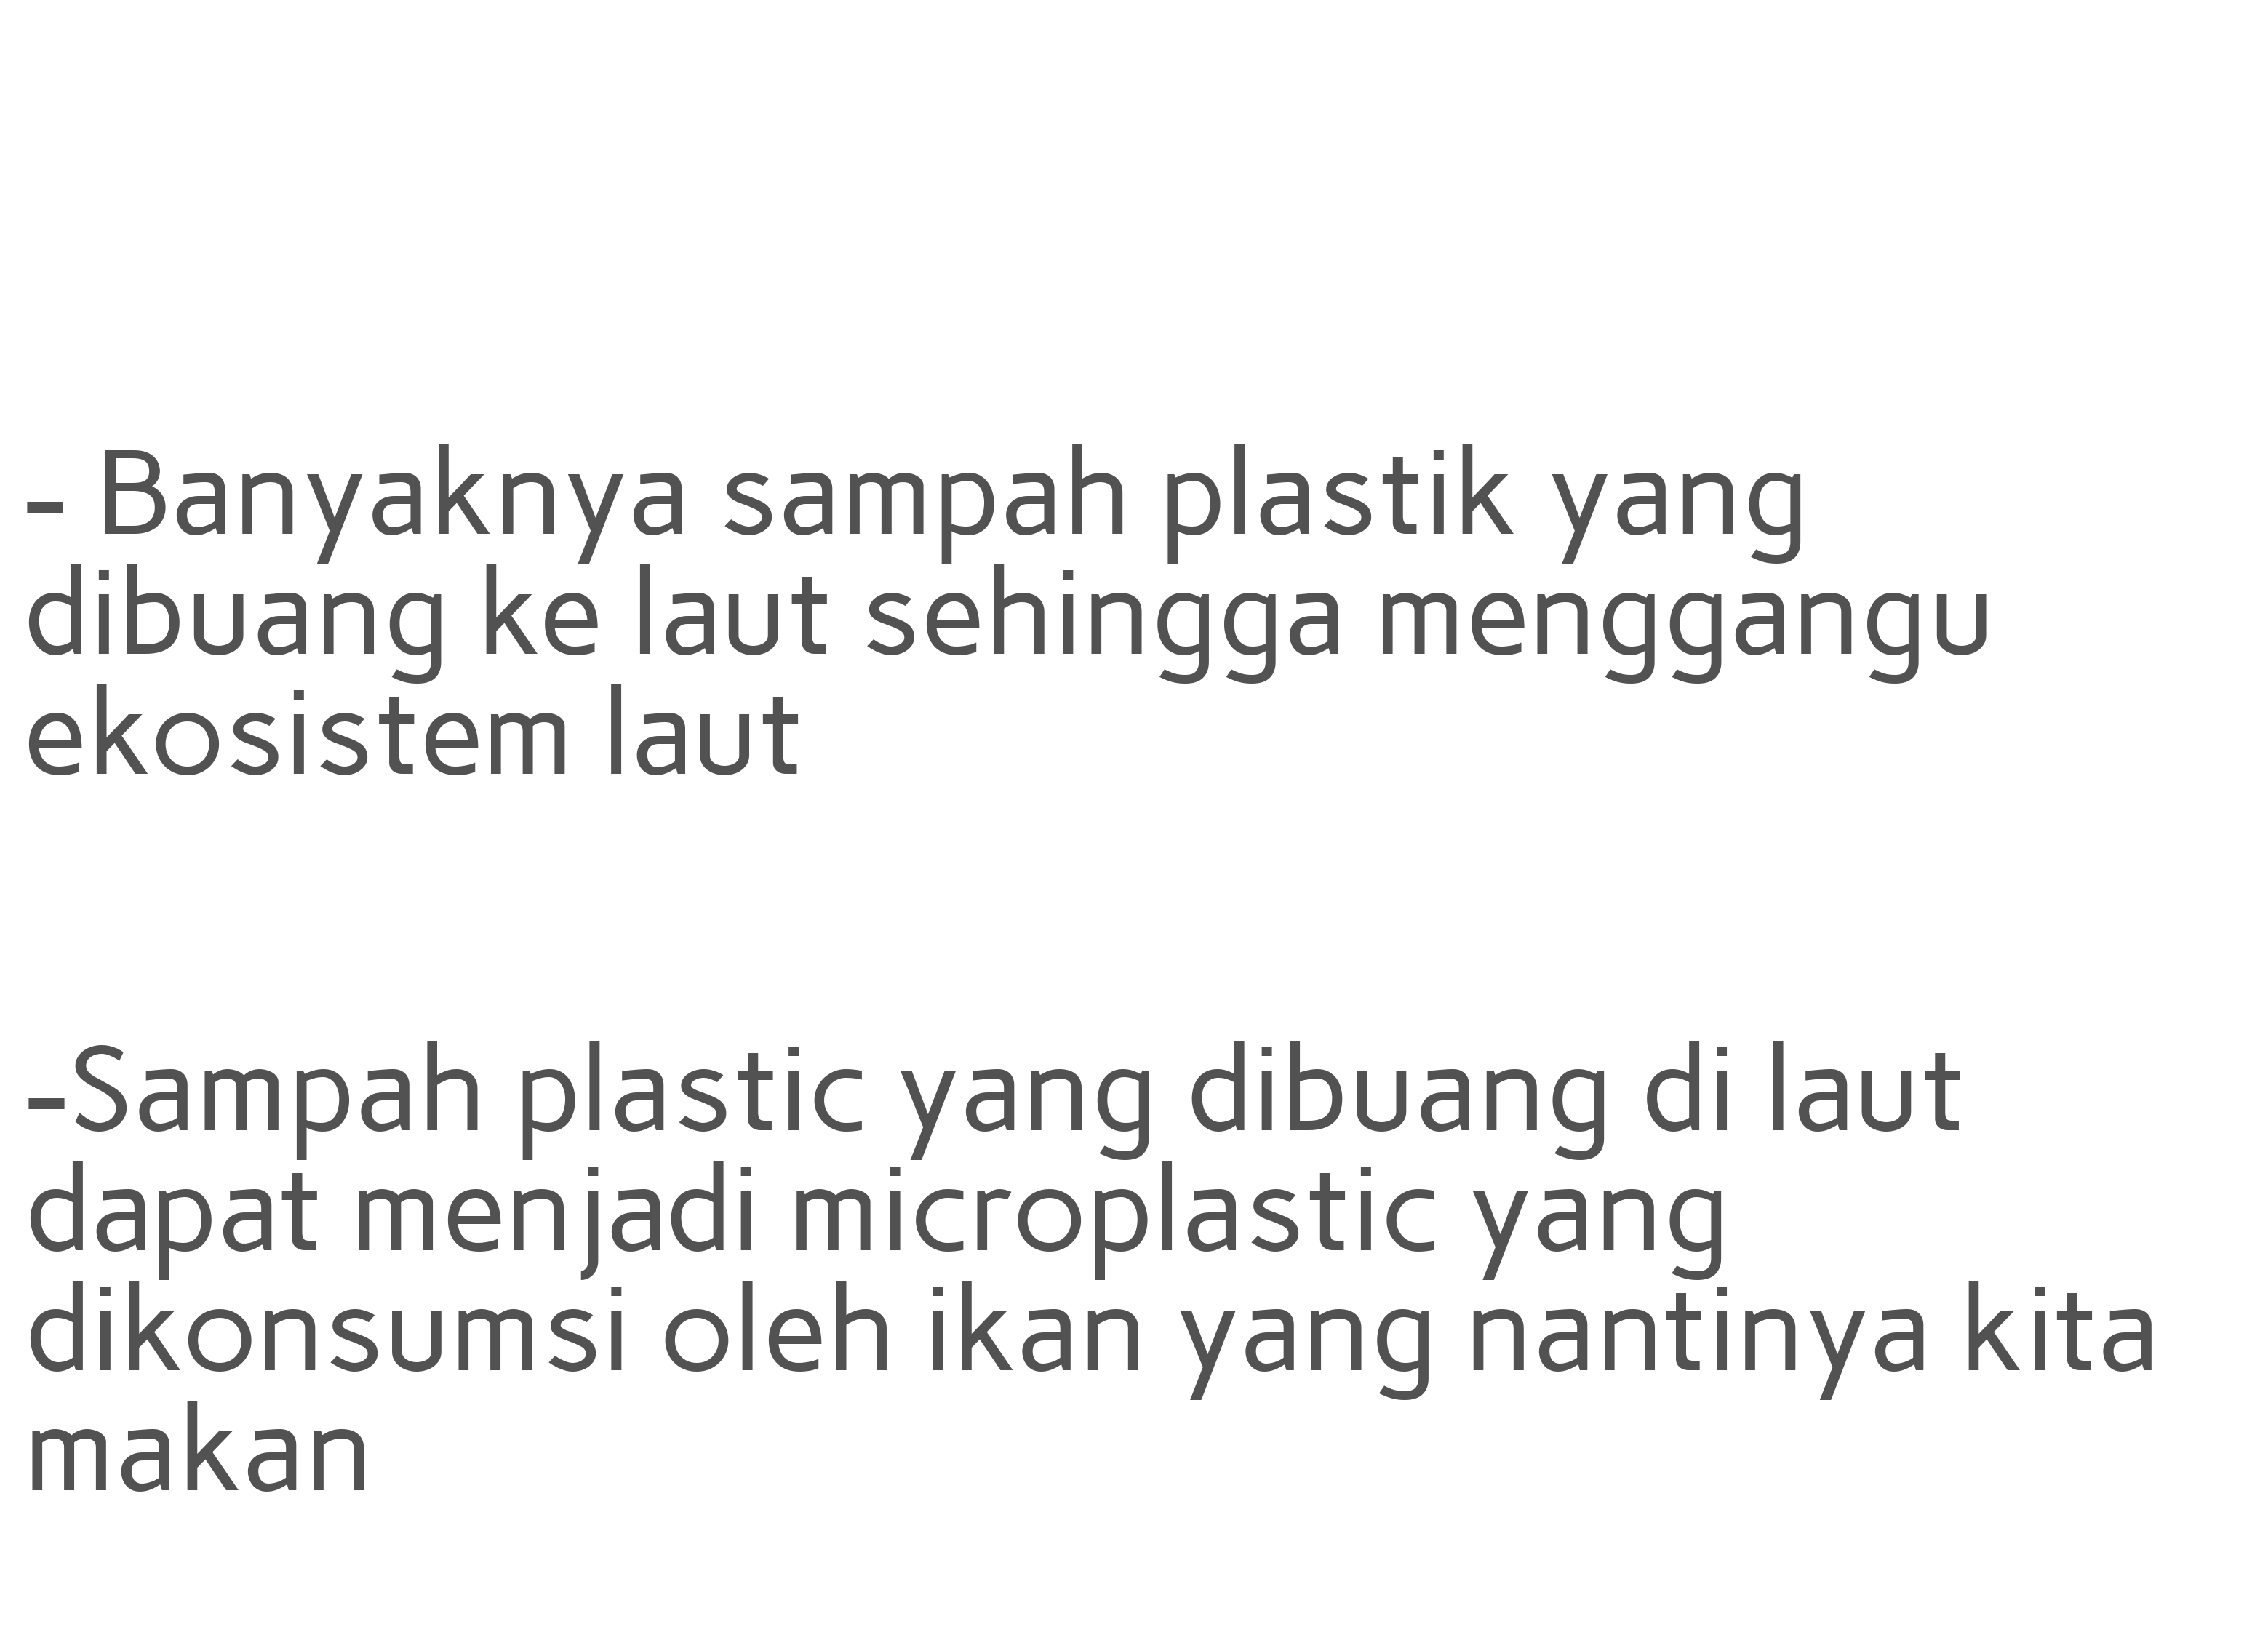 - Banyaknya sampah plastik yang
dibuang ke laut sehingga menggangu
ekosistem laut
-Sampah plastic yang dibuang di laut
dapat menjadi microplastic yang
dikonsumsi oleh ikan yang nantinya kita
makan